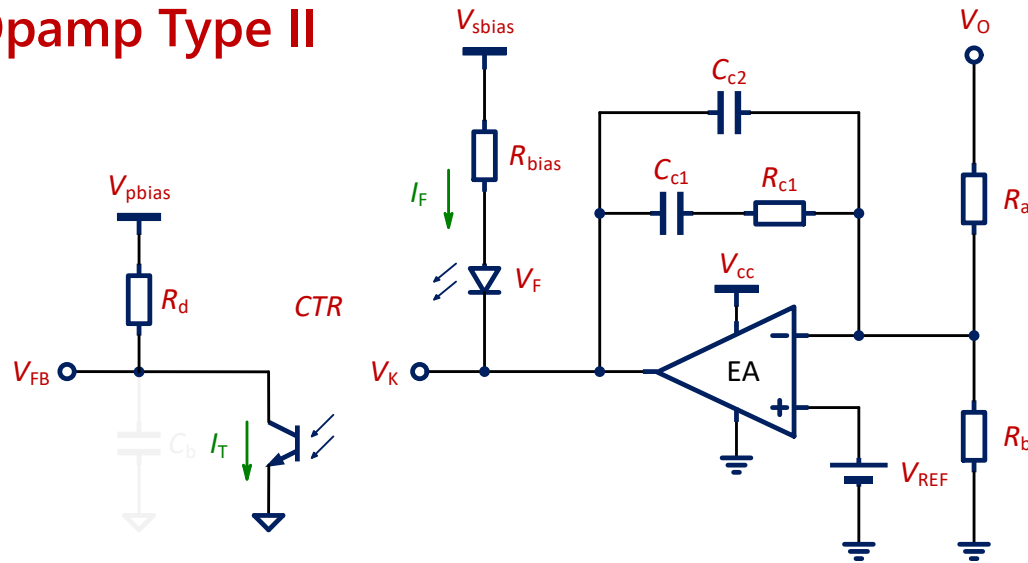 Opamp Type II
V_sbias
V_O
C_c2
R_bias
C_c1
R_c1
V_pbias
I_F
R_a
V_cc
V_F
R_d
CTR
V_FB
V_K
EA
C_b
I_T
R_b
V_REF